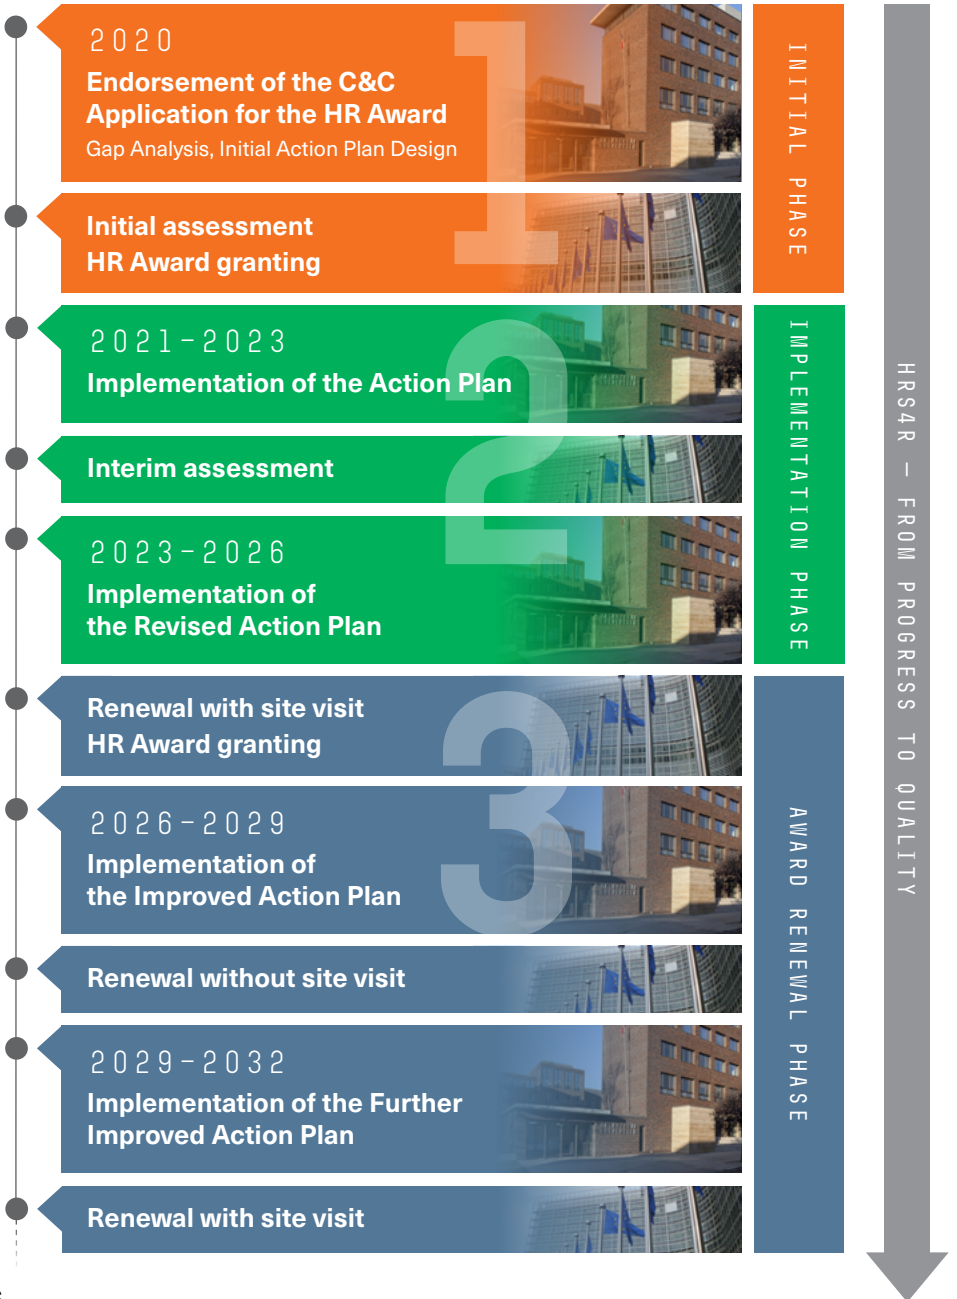 2020
Endorsement of the C&C
Application for the HR Award
Gap Analysis, Initial Action Plan Design
1
Initial assessment
HR Award granting
INITIAL PHASE
2021–2023
Implementation of the Action Plan
2
Interim assessment
2023–2026
Implementation of
the Revised Action Plan
IMPLEMENTATION PHASE
Renewal with site visit
HR Award granting
3
2026–2029
Implementation of
the Improved Action Plan
Renewal without site visit
2029–2032
Implementation of the Further
Improved Action Plan
Renewal with site visit
AWARD RENEWAL PHASE
HRS4R – FROM PROGRESS TO QUALITY